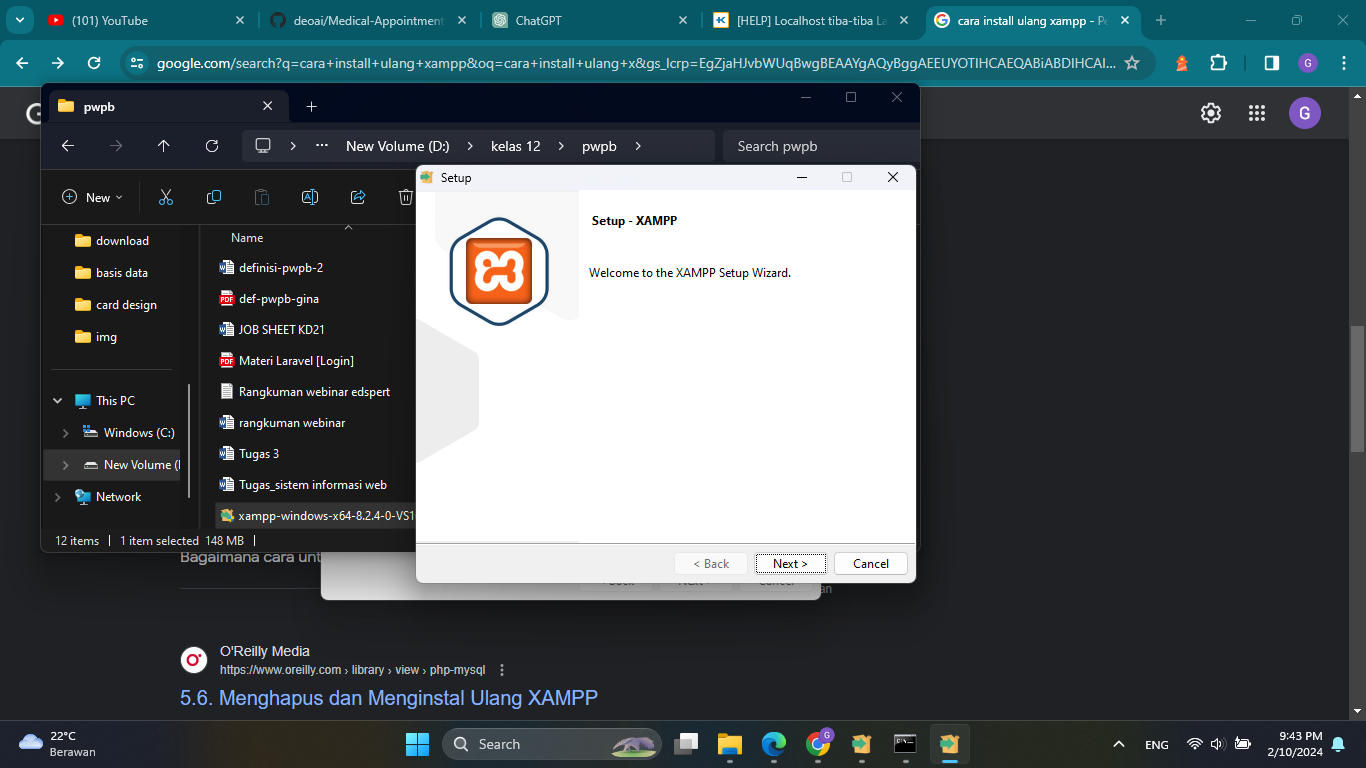 (101) YouTube
deoai/Medical-Appointment
ChatGPT
[HELP] Localhost tiba-tiba La
cara install ulang xampp - Pe
google.com/search?q=cara+install+ulang+xampp&oq=cara+install+ulang+x&gs_lcrp=EgZjaHJvbWUqBwgBEAAYgAQyBggAEEUYOTIHCAEQABiABDIHCAI...
G
pwpb
G
New Volume (D:)
kelas 12
pwpb
Search pwpb
New
Setup
download
basis data
card design
img
This PC
Windows (C:)
New Volume (
Network
Name
definisi-pwpb-2
def-pwpb-gina
JOB SHEET KD21
Materi Laravel [Login]
Rangkuman webinar edspert
rangkuman webinar
Tugas 3
Tugas_sistem informasi web
xampp-windows-x64-8.2.4-0-VS1
Setup - XAMPP
Welcome to the XAMPP Setup Wizard.
12 items
1 item selected 148 MB
< Back
Next >
Cancel
Bagaimana cara unt
an
O'Reilly Media
https://www.oreilly.com › library › view › php-mysql
5.6. Menghapus dan Menginstal Ulang XAMPP
22°C
Berawan
Search
ENG
9:43 PM
2/10/2024